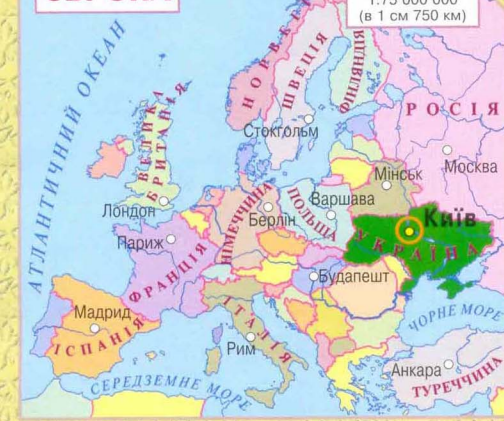 1:75 000 000
(в 1 см 750 км)
АТЛАНТИЧНИЙ ОКЕАН
НОРВЕГІЯ
ШВЕЦІЯ
ФІНЛЯНДІЯ
РОСІЯ
Стокгольм
Москва
ВЕЛИКА
БРИТАНІЯ
Мінськ
Лондон
Берлін
Варшава
НІМЕЧЧИНА
ПОЛЬЩА
Київ
УКРАЇНА
Париж
ФРАНЦІЯ
Будапешт
Мадрид
ІСПАНІЯ
ІТАЛІЯ
Рим
ЧОРНЕ МОРЕ
Анкара
ТУРЕЧЧИНА
СЕРЕДЗЕМНЕ МОРЕ